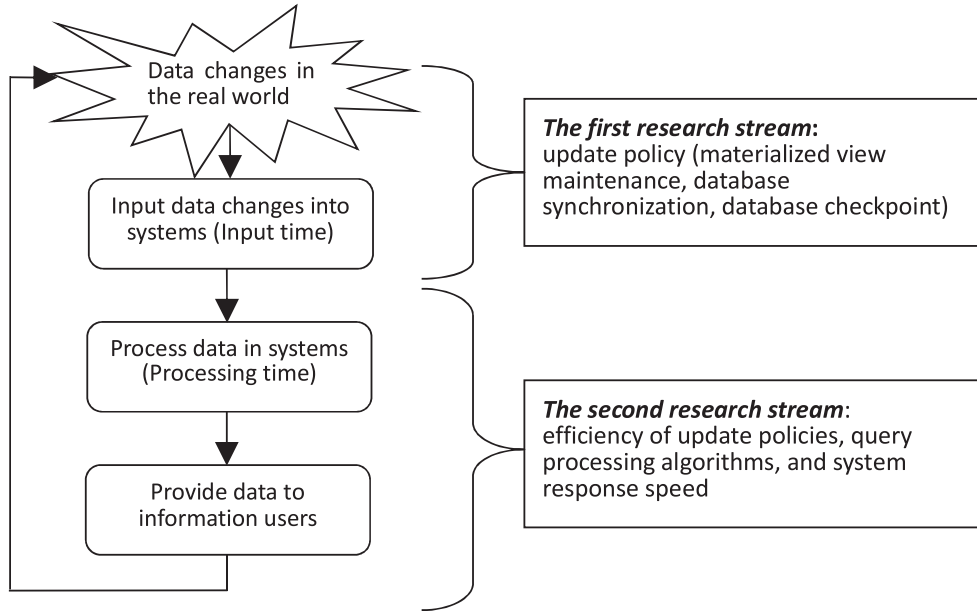 Data changes in
the real world
Input data changes into
systems (Input time)
Process data in systems
(Processing time)
Provide data to
information users
The first research stream:
update policy (materialized view
maintenance, database
synchronization, database checkpoint)
The second research stream:
efficiency of update policies, query
processing algorithms, and system
response speed